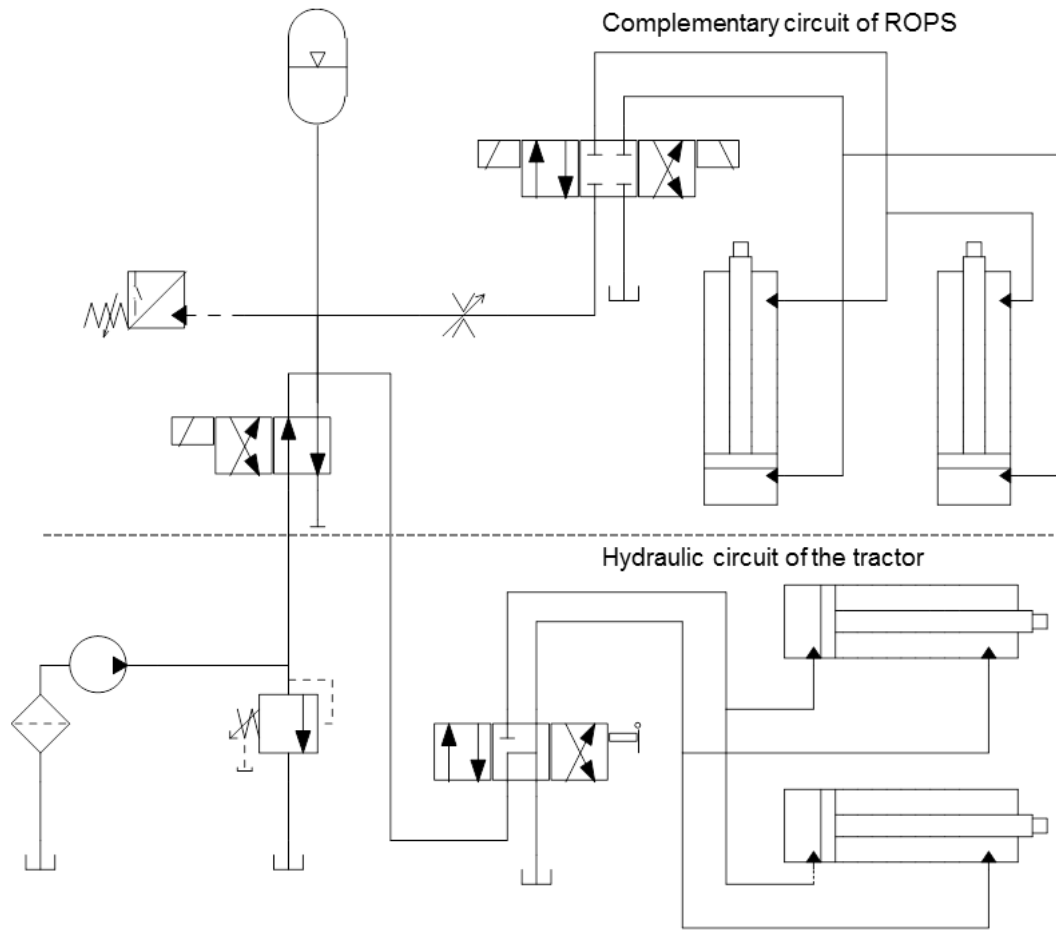 Complementary circuit of ROPS
Hydraulic circuit of the tractor